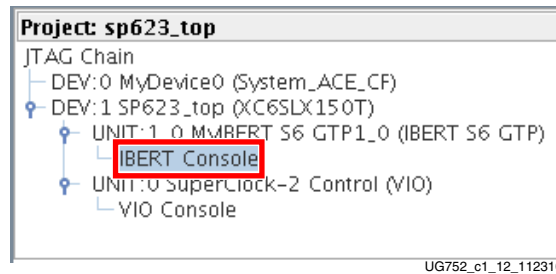 Project: sp623_top
JTAG Chain
DEV:0 MyDevice0 (System_ACE_CF)
DEV:1 SP623_top (XC6SLX150T)
UNIT:1_0 MyIBERT S6 GTP1_0 (IBERT S6 GTP)
IBERT Console
UNIT:0 SuperClock-2 Control (VIO)
VIO Console
UG752_c1_12_11231